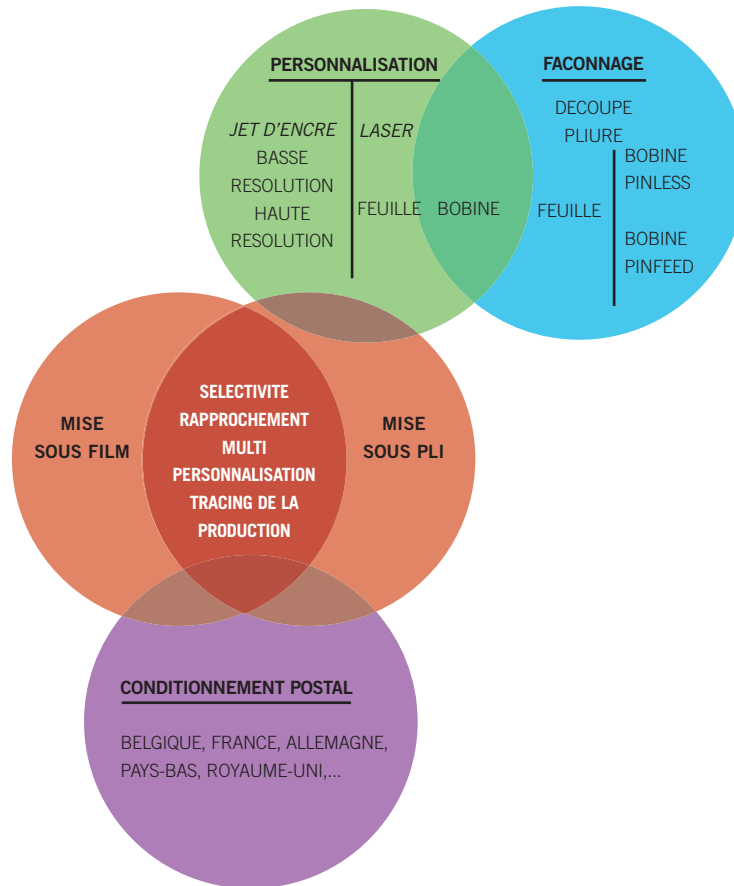 PERSONNALISATION
JET D'ENCRE
BASSE
RESOLUTION
HAUTE
RESOLUTION
LASER
FEUILLE
BOBINE
FACONNAGE
DECOUPE
PLIURE
FEUILLE
BOBINE
PINLESS
BOBINE
PINFEED
MISE
SOUS FILM
SELECTIVITE
RAPPROCHEMENT
MULTI
PERSONNALISATION
TRACING DE LA
PRODUCTION
MISE
SOUS PLI
CONDITIONNEMENT POSTAL
BELGIQUE, FRANCE, ALLEMAGNE,
PAYS-BAS, ROYAUME-UNI,...